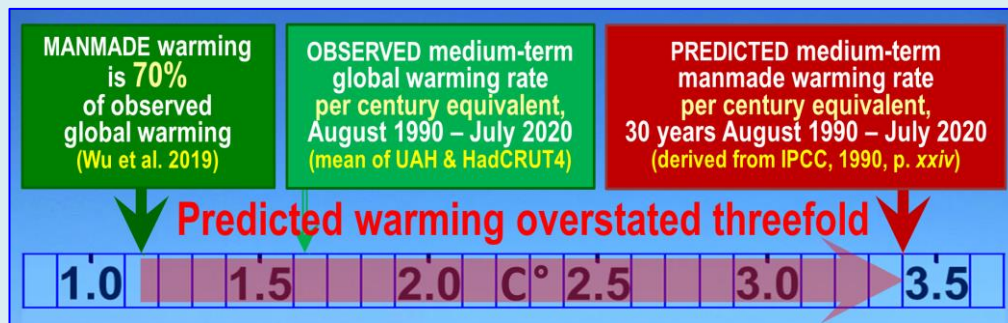 MANMADE warming
is 70%
of observed
global warming
(Wu et al. 2019)
OBSERVED medium-term
global warming rate
per century equivalent,
August 1990 – July 2020
(mean of UAH & HadCRUT4)
PREDICTED medium-term
manmade warming rate
per century equivalent,
30 years August 1990 – July 2020
(derived from IPCC, 1990, p. xxiv)
Predicted warming overstated threefold
1.0 1.5 2.0 C° 2.5 3.0 3.5